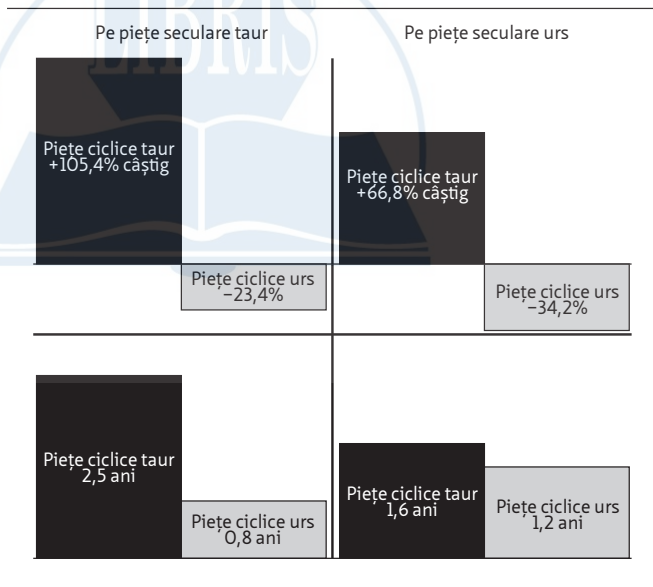 LIBRIS
Pe piețe seculare taur
Pe piețe seculare urs
Piețe ciclice taur
+105,4% câștig
Piețe ciclice urs
−23,4%
Piețe ciclice taur
+66,8% câștig
Piețe ciclice urs
−34,2%
Piețe ciclice taur
2,5 ani
Piețe ciclice urs
0,8 ani
Piețe ciclice taur
1,6 ani
Piețe ciclice urs
1,2 ani